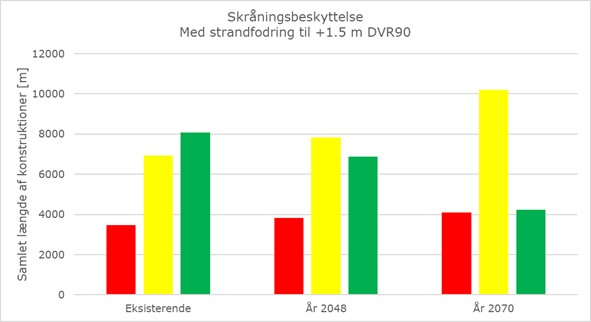 Skråningsbeskyttelse
Med strandfodring til +1.5 m DVR90
Samlet længde af konstruktioner [m]
12000
10000
8000
6000
4000
2000
0
Eksisterende
År 2048
År 2070